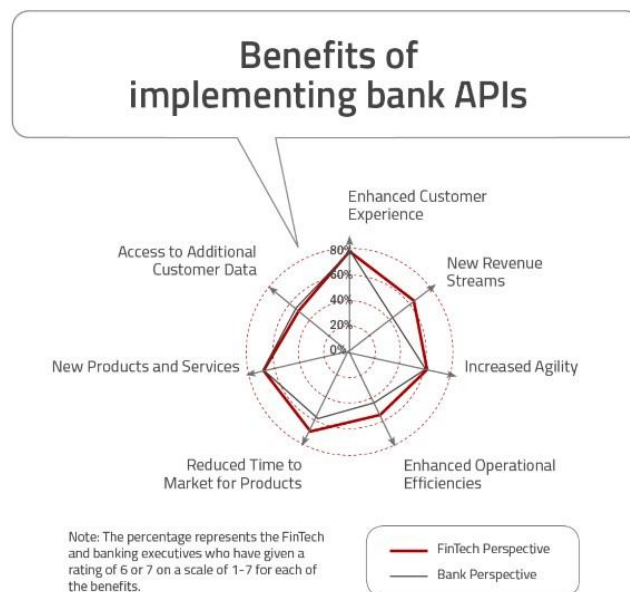 Benefits of
implementing bank APIs
Enhanced Customer
Experience
Access to Additional
Customer Data
New Revenue
Streams
80%
60%
40%
20%
0%
New Products and Services
Increased Agility
Reduced Time to
Market for Products
Enhanced Operational
Efficiencies
Note: The percentage represents the FinTech
and banking executives who have given a
rating of 6 or 7 on a scale of 1-7 for each of
the benefits.
FinTech Perspective
Bank Perspective